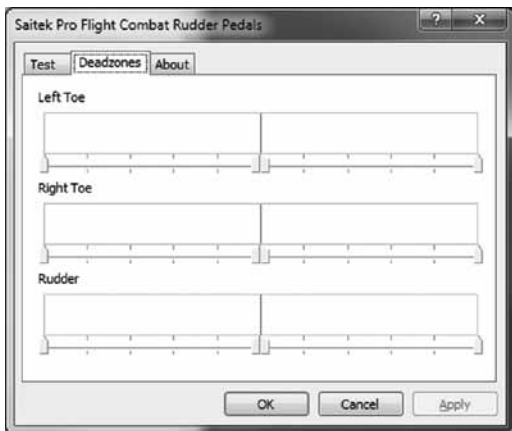 Saitek Pro Flight Combat Rudder Pedals
Test Deadzones About
Left Toe
Right Toe
Rudder
OK Cancel Apply